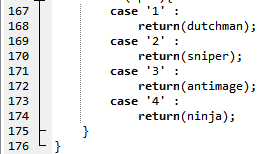 167 case '1' :
168 return(dutchman);
169 case '2' :
170 return(sniper);
171 case '3' :
172 return(antimage);
173 case '4' :
174 return(ninja);
175 }
176 }